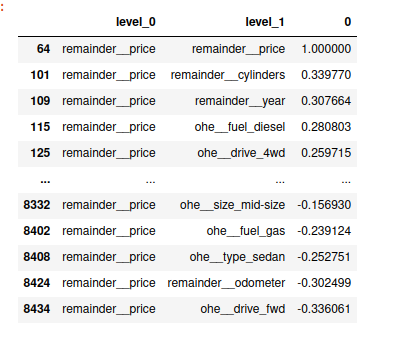 :
level_0 level_1 0
64 remainder__price remainder__price 1.000000
101 remainder__price remainder__cylinders 0.339770
109 remainder__price remainder__year 0.307664
115 remainder__price ohe__fuel_diesel 0.280803
125 remainder__price ohe__drive_4wd 0.259715
... ... ... ...
8332 remainder__price ohe__size_mid-size -0.156930
8402 remainder__price ohe__fuel_gas -0.239124
8408 remainder__price ohe__type_sedan -0.252751
8424 remainder__price remainder__odometer -0.302499
8434 remainder__price ohe__drive_fwd -0.336061